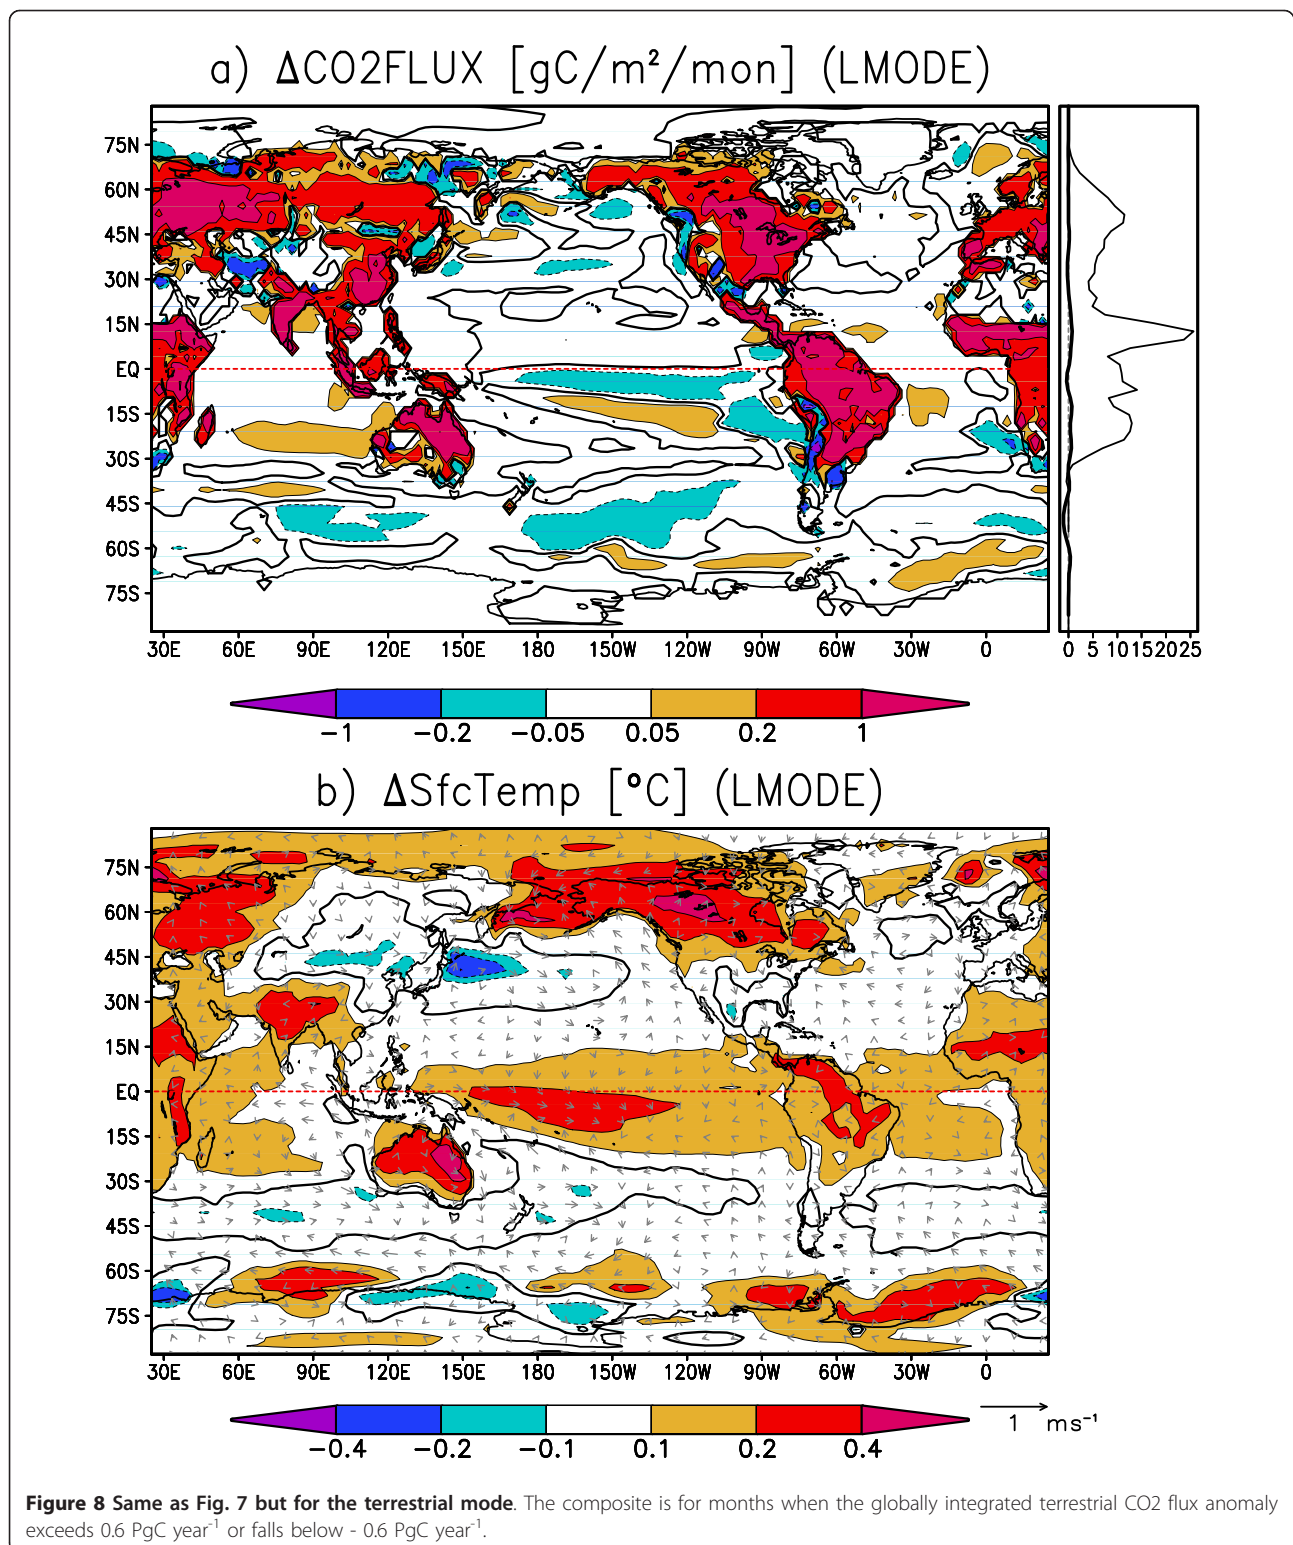 a) ΔCO2FLUX [gC/m²/mon] (LMODE)
75N
60N
45N
30N
15N
EQ
15S
30S
45S
60S
75S
30E 60E 90E 120E 150E 180 150W 120W 90W 60W 30W 0
0 5 10 15 20 25
-1 -0.2 -0.05 0.05 0.2 1
b) ΔSfcTemp [°C] (LMODE)
75N
60N
45N
30N
15N
EQ
15S
30S
45S
60S
75S
30E 60E 90E 120E 150E 180 150W 120W 90W 60W 30W 0
-0.4 -0.2 -0.1 0.1 0.2 0.4
1 ms⁻¹
Figure 8 Same as Fig. 7 but for the terrestrial mode. The composite is for months when the globally integrated terrestrial CO2 flux anomaly
exceeds 0.6 PgC year⁻¹ or falls below - 0.6 PgC year⁻¹.